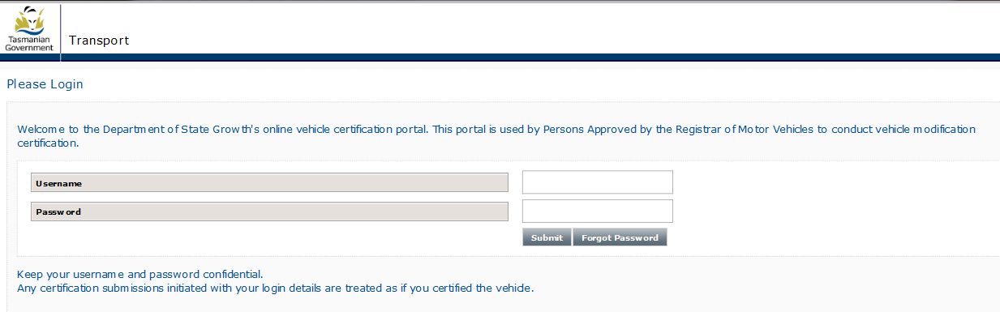 Tasmanian
Government
Transport
Please Login
Welcome to the Department of State Growth's online vehicle certification portal. This portal is used by Persons Approved by the Registrar of Motor Vehicles to conduct vehicle modification
certification.
Username
Password
Submit Forgot Password
Keep your username and password confidential.
Any certification submissions initiated with your login details are treated as if you certified the vehicle.